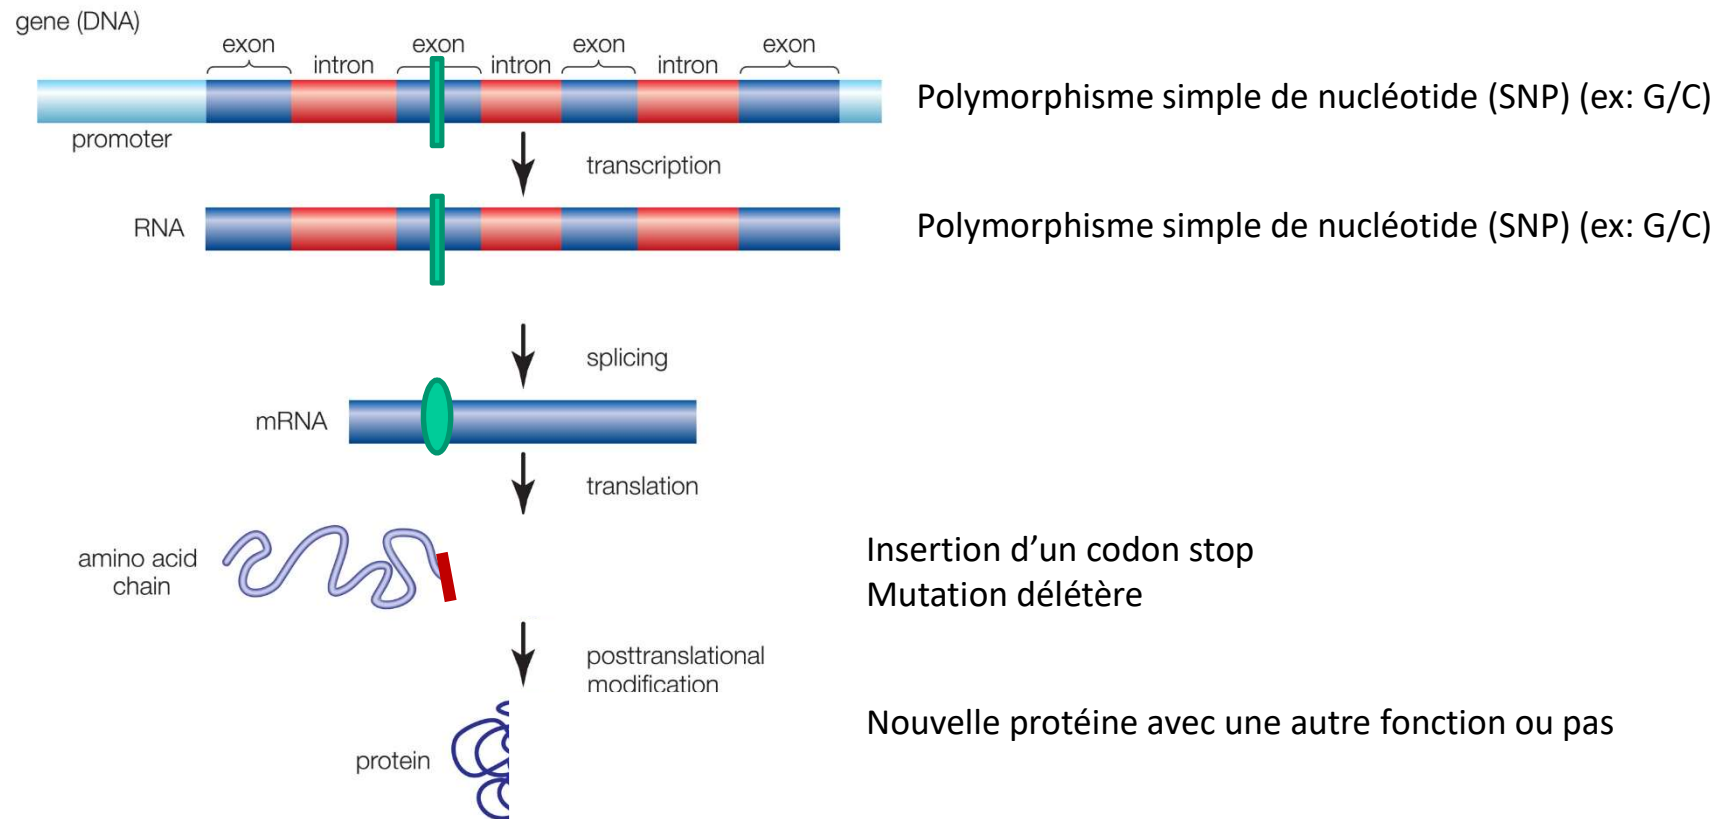 gene (DNA)
exon
intron
exon
intron
exon
intron
exon
Polymorphisme simple de nucléotide (SNP) (ex: G/C)
promoter
transcription
RNA
Polymorphisme simple de nucléotide (SNP) (ex: G/C)
splicing
mRNA
translation
amino acid
chain
Insertion d’un codon stop
Mutation délétère
posttranslational
modification
Nouvelle protéine avec une autre fonction ou pas
protein